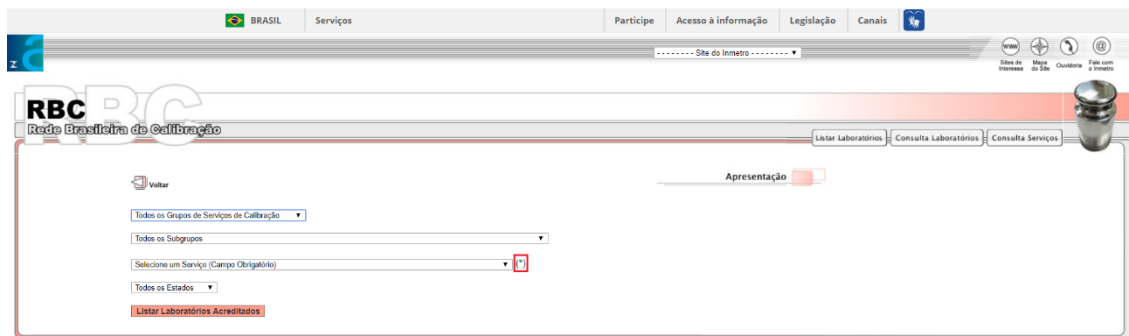 BRASIL Serviços Participe Acesso à informação Legislação Canais
- - - - - - - - Site do Inmetro - - - - - - - - ▼
www @
Sites de Interesse Mapa do Site Ouvidoria Fale com o Inmetro
RBC
Rede Brasileira de Calibração
Listar Laboratórios Consulta Laboratórios Consulta Serviços
Voltar Apresentação
Todos os Grupos de Serviços de Calibração ▼
Todos os Subgrupos ▼
Selecione um Serviço (Campo Obrigatório) ▼ (*)
Todos os Estados ▼
Listar Laboratórios Acreditados